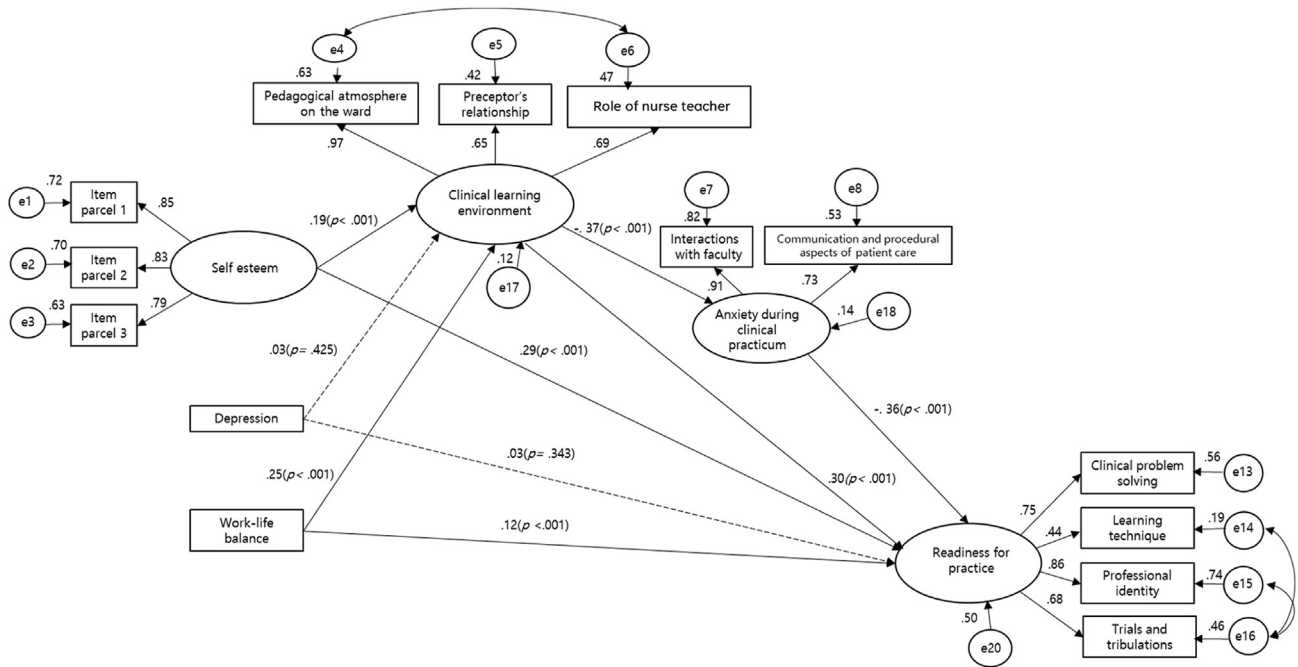 e4
e5
e6
.63
.42
.47
Pedagogical atmosphere
on the ward
Preceptor's
relationship
Role of nurse teacher
.97
.65
.69
e7
e8
.82
.53
Interactions
with faculty
Communication and procedural
aspects of patient care
.91
.73
e1
.72
Item
parcel 1
.85
e2
.70
Item
parcel 2
.83
e3
.63
Item
parcel 3
.79
Self esteem
.19(p< .001)
Clinical learning
environment
-. 37(p< .001)
.12
e17
Anxiety during
clinical
practicum
.14
e18
.03(p= .425)
.29(p< .001)
-. 36(p< .001)
Depression
.03(p= .343)
.25(p< .001)
.30(p< .001)
Work-life
balance
.12(p <.001)
Readiness for
practice
.50
e20
.75
Clinical problem
solving
.56
e13
.44
Learning
technique
.19
e14
.86
Professional
identity
.74
e15
.68
Trials and
tribulations
.46
e16